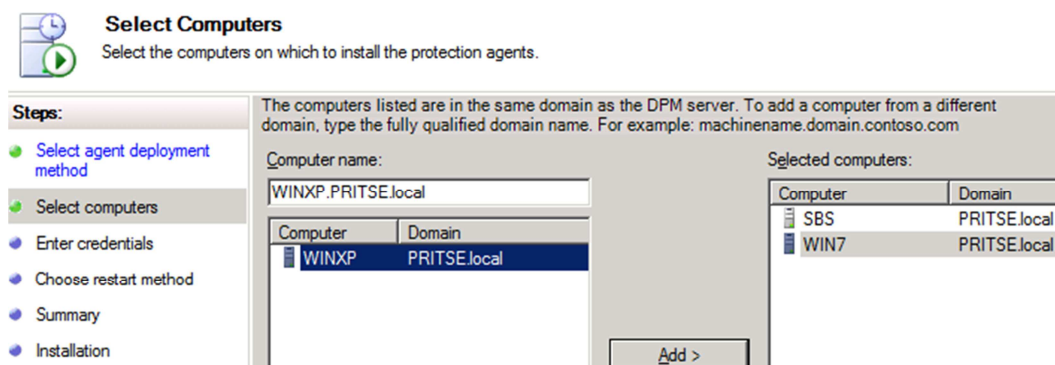 Select Computers
Select the computers on which to install the protection agents.
Steps:
Select agent deployment
method
Select computers
Enter credentials
Choose restart method
Summary
Installation
The computers listed are in the same domain as the DPM server. To add a computer from a different
domain, type the fully qualified domain name. For example: machinename.domain.contoso.com
Computer name:
WINXP.PRITSE.local
Computer Domain
WINXP PRITSE.local
Add >
Selected computers:
Computer Domain
SBS PRITSE.local
WIN7 PRITSE.local